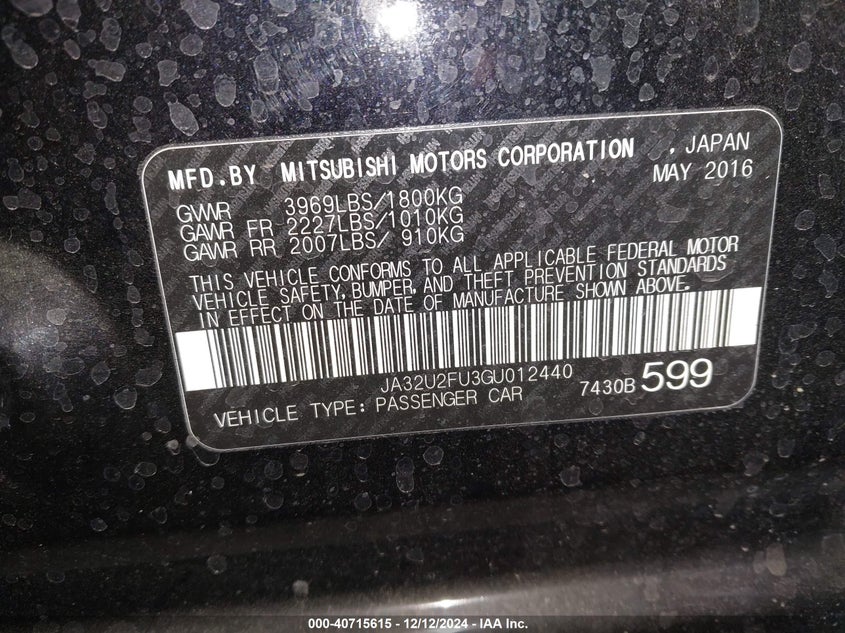 MFD.BY MITSUBISHI MOTORS CORPORATION , JAPAN
MAY 2016
GVWR 3969LBS/1800KG
GAWR FR 2227LBS/1010KG
GAWR RR 2007LBS/ 910KG
THIS VEHICLE CONFORMS TO ALL APPLICABLE FEDERAL MOTOR
VEHICLE SAFETY, BUMPER, AND THEFT PREVENTION STANDARDS
IN EFFECT ON THE DATE OF MANUFACTURE SHOWN ABOVE.
JA32U2FU3GU012440
VEHICLE TYPE: PASSENGER CAR 7430B 599
000-40715615 - 12/12/2024 - IAA Inc.